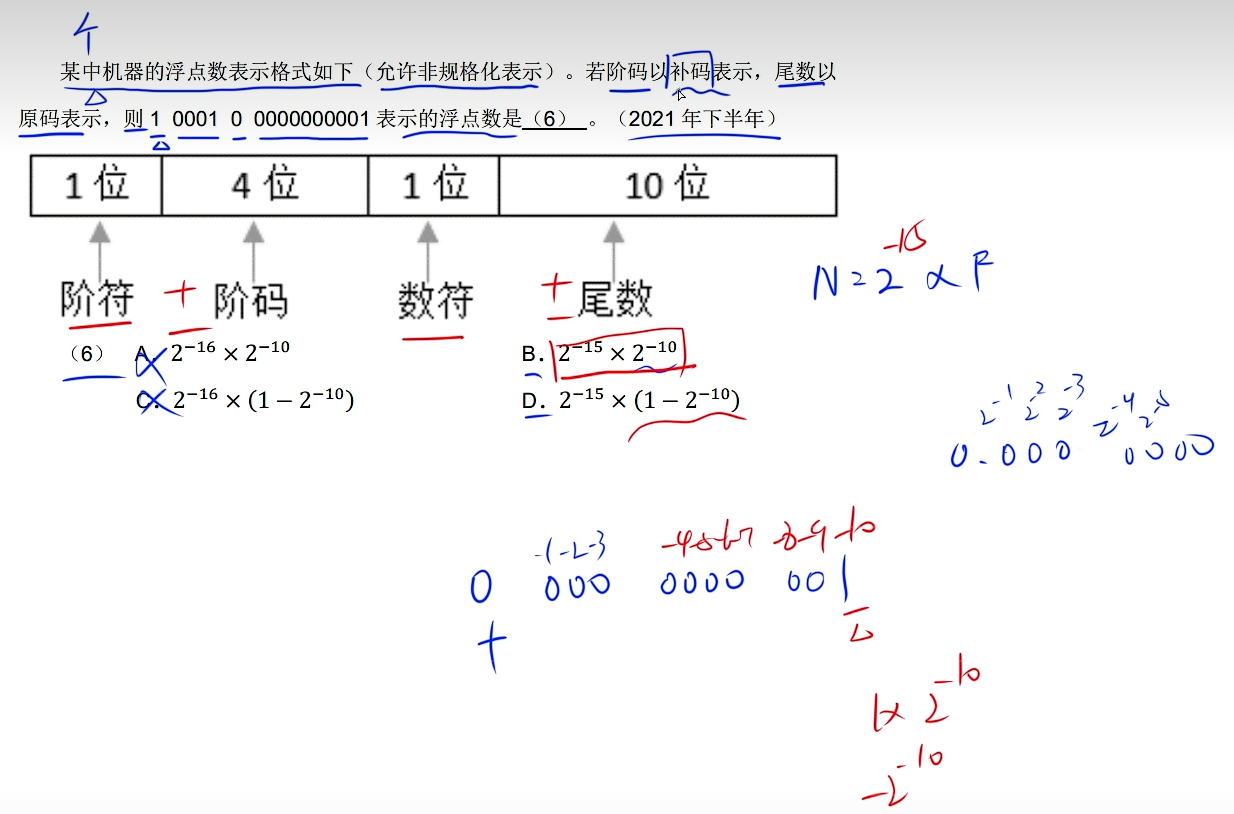 个
某中机器的浮点数表示格式如下（允许非规格化表示）。若阶码以补码表示，尾数以
原码表示，则 1 0001 0 0000000001 表示的浮点数是（6）。（2021 年下半年）
1 位 4 位 1 位 10 位
阶符 + 阶码 数符 ± 尾数
N = 2⁻¹⁵ × F
（6） A. 2⁻¹⁶ × 2⁻¹⁰ B. 2⁻¹⁵ × 2⁻¹⁰
C. 2⁻¹⁶ × (1 − 2⁻¹⁰) D. 2⁻¹⁵ × (1 − 2⁻¹⁰)
2⁻¹ 2⁻² 2⁻³ 2⁻⁴ 2⁻⁵
0.000 0000
-1 -2 -3 -4 -5 -6 -7 -8 -9 -10
0 000 0000 001
+
1× 2⁻¹⁰
-2⁻¹⁰